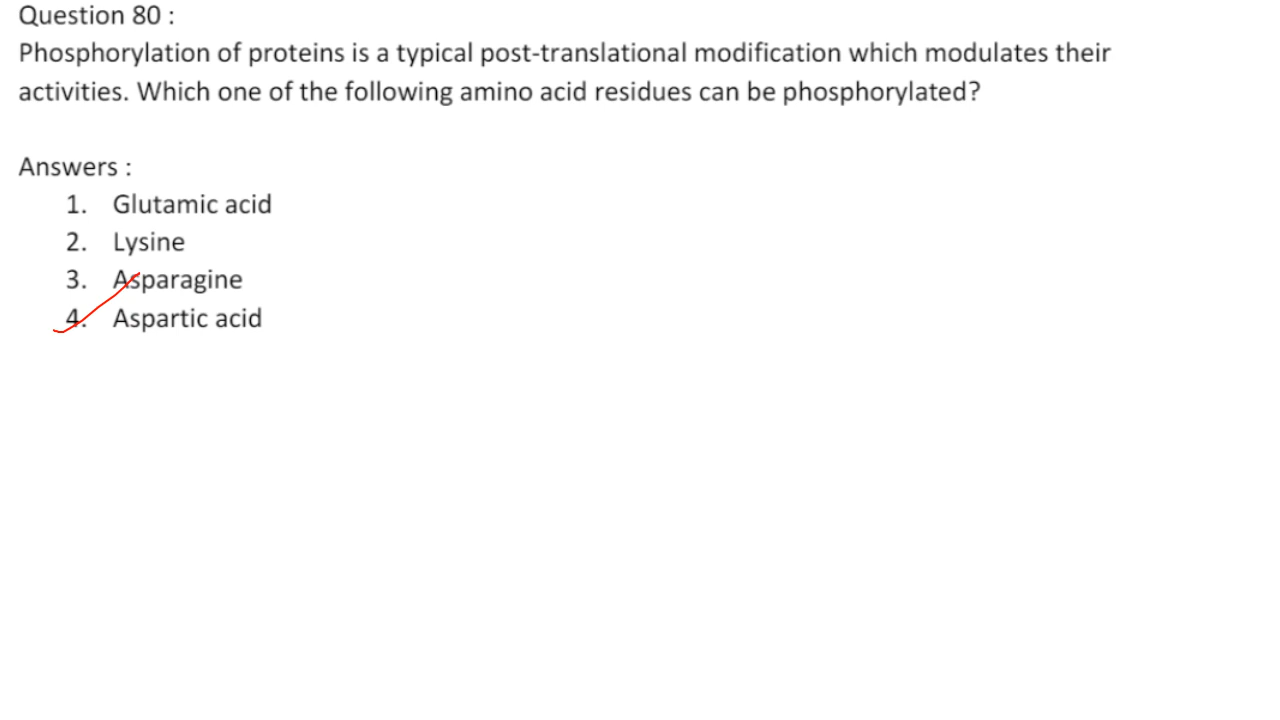 Question 80 :
Phosphorylation of proteins is a typical post-translational modification which modulates their
activities. Which one of the following amino acid residues can be phosphorylated?
Answers :
1. Glutamic acid
2. Lysine
3. Asparagine
4. Aspartic acid